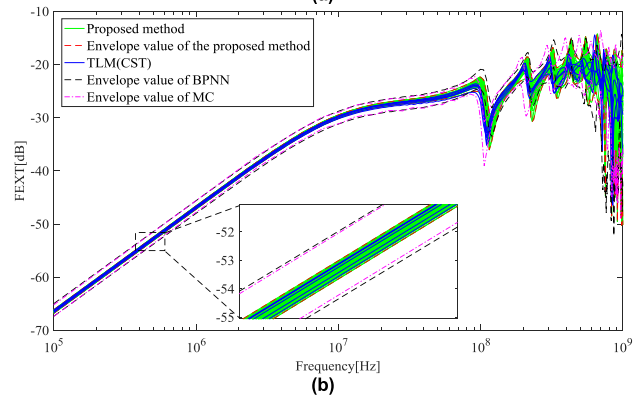 (a)
-10
-20
-30
-40
-50
-60
-70
FEXT[dB]
Proposed method
Envelope value of the proposed method
TLM(CST)
Envelope value of BPNN
Envelope value of MC
-52
-53
-54
-55
10^5
10^6
10^7
10^8
10^9
Frequency[Hz]
(b)